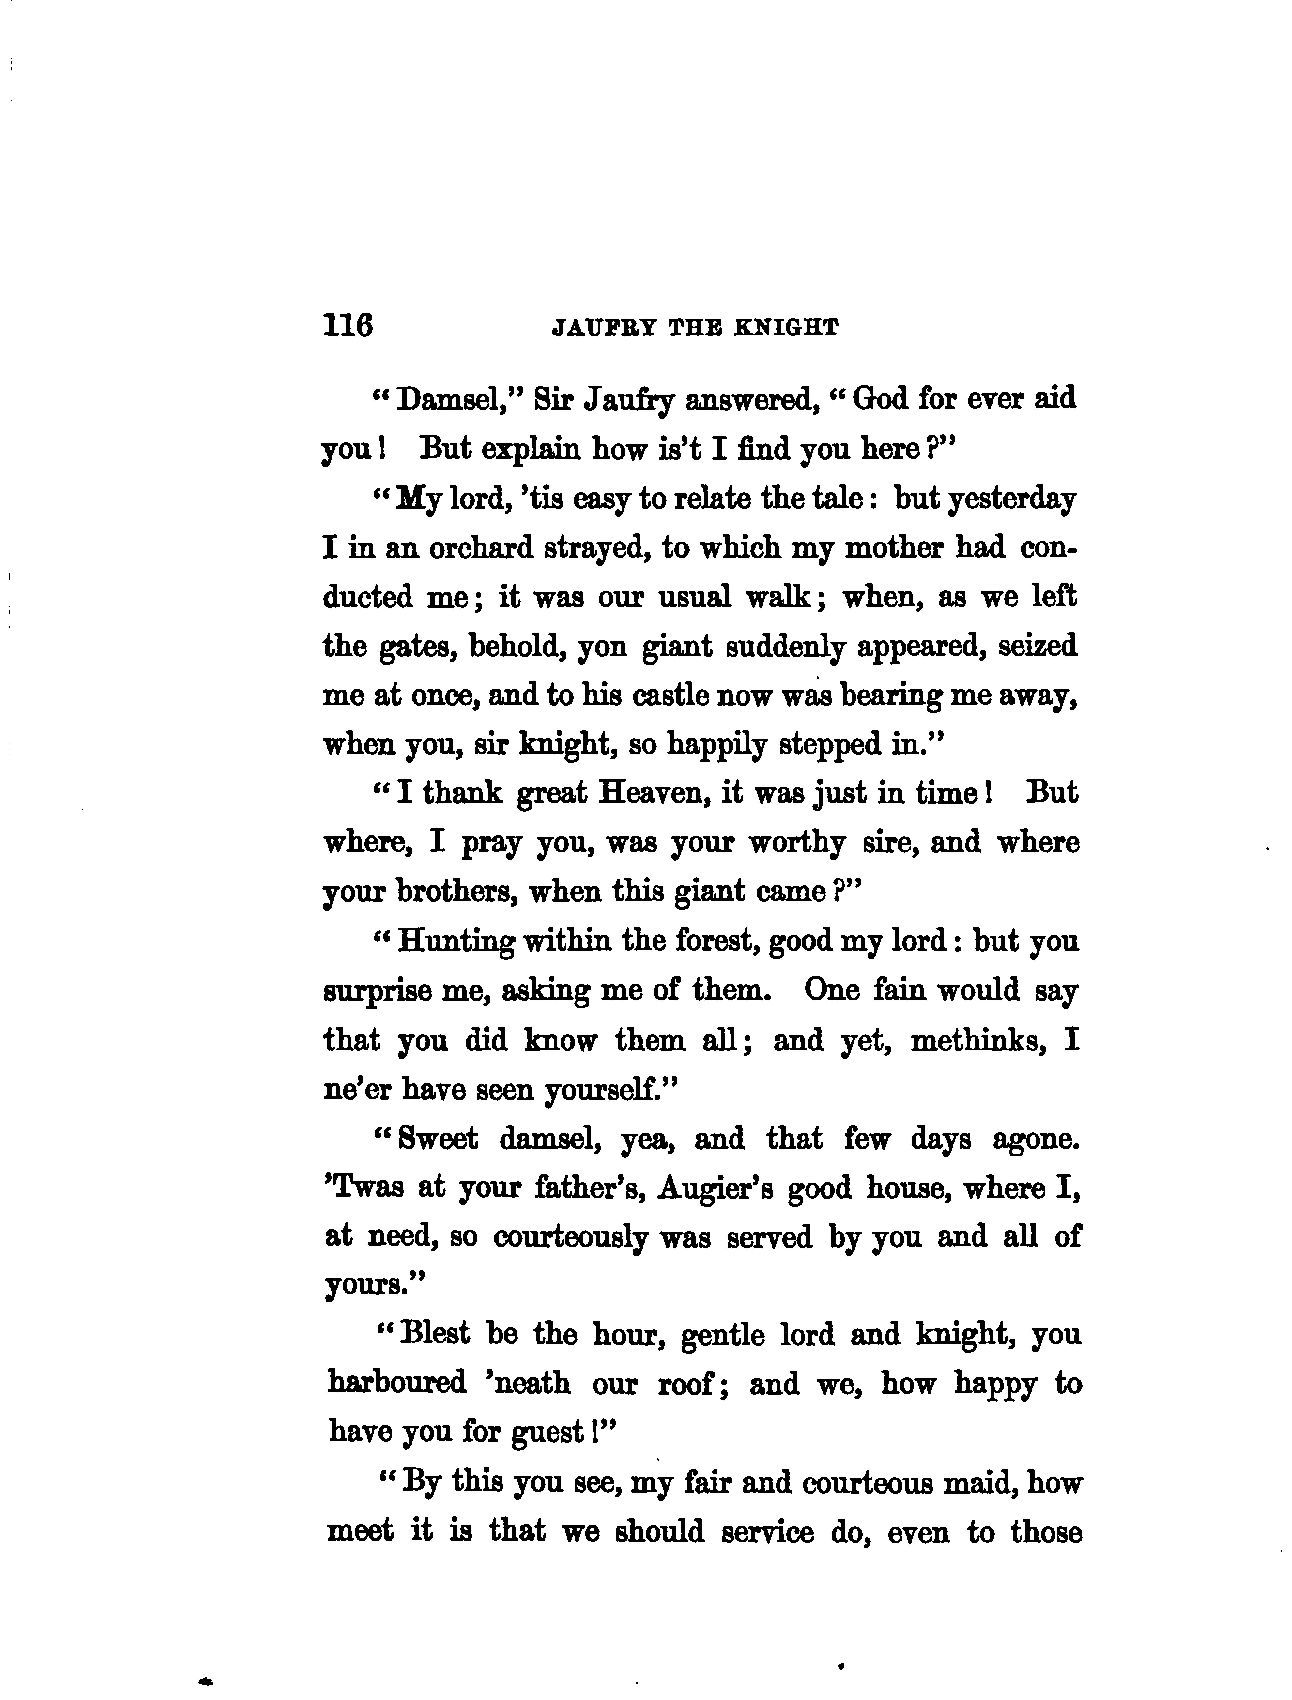 116 JAUFRY THE KNIGHT
“Damsel,” Sir Jaufry answered, “God for ever aid
you! But explain how is’t I find you here?”
“My lord, ’tis easy to relate the tale: but yesterday
I in an orchard strayed, to which my mother had con-
ducted me; it was our usual walk; when, as we left
the gates, behold, yon giant suddenly appeared, seized
me at once, and to his castle now was bearing me away,
when you, sir knight, so happily stepped in.”
“I thank great Heaven, it was just in time! But
where, I pray you, was your worthy sire, and where
your brothers, when this giant came?”
“Hunting within the forest, good my lord: but you
surprise me, asking me of them. One fain would say
that you did know them all; and yet, methinks, I
ne’er have seen yourself.”
“Sweet damsel, yea, and that few days agone.
’Twas at your father’s, Augier’s good house, where I,
at need, so courteously was served by you and all of
yours.”
“Blest be the hour, gentle lord and knight, you
harboured ’neath our roof; and we, how happy to
have you for guest!”
“By this you see, my fair and courteous maid, how
meet it is that we should service do, even to those